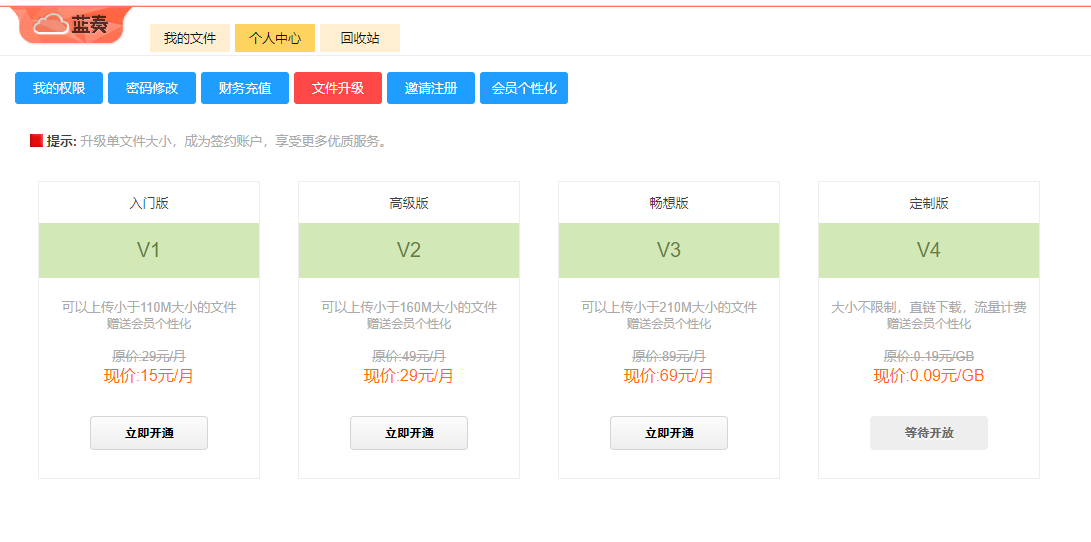 蓝奏
我的文件 个人中心 回收站
我的权限 密码修改 财务充值 文件升级 邀请注册 会员个性化
提示: 升级单文件大小，成为签约账户，享受更多优质服务。
入门版
V1
可以上传小于110M大小的文件
赠送会员个性化
原价:29元/月
现价:15元/月
立即开通
高级版
V2
可以上传小于160M大小的文件
赠送会员个性化
原价:49元/月
现价:29元/月
立即开通
畅想版
V3
可以上传小于210M大小的文件
赠送会员个性化
原价:89元/月
现价:69元/月
立即开通
定制版
V4
大小不限制，直链下载，流量计费
赠送会员个性化
原价:0.19元/GB
现价:0.09元/GB
等待开放